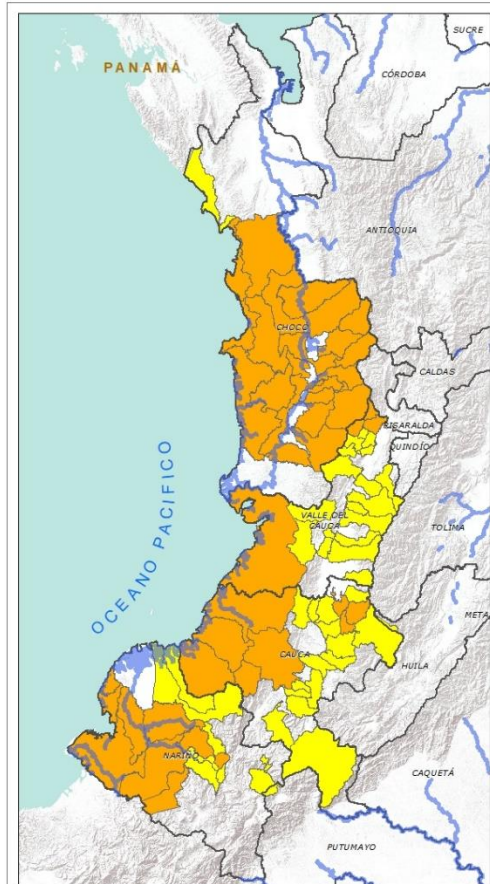 SUCRE
PANAMÁ
CÓRDOBA
ANTIOQUIA
CHOCÓ
CALDAS
RISARALDA
QUINDÍO
OCEANO PACIFICO
VALLE DEL
CAUCA
TOLIMA
META
CAUCA
HUILA
NARIÑO
CAQUETÁ
PUTUMAYO